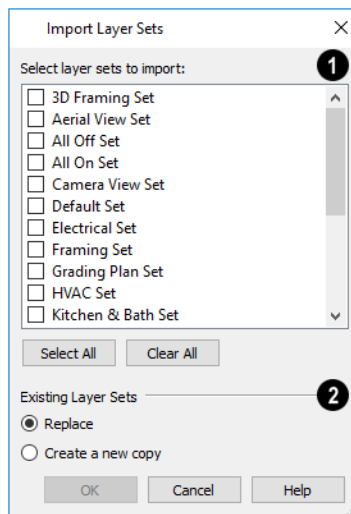 Import Layer Sets
Select layer sets to import:
1
3D Framing Set
Aerial View Set
All Off Set
All On Set
Camera View Set
Default Set
Electrical Set
Framing Set
Grading Plan Set
HVAC Set
Kitchen & Bath Set
Select All
Clear All
Existing Layer Sets
2
Replace
Create a new copy
OK
Cancel
Help